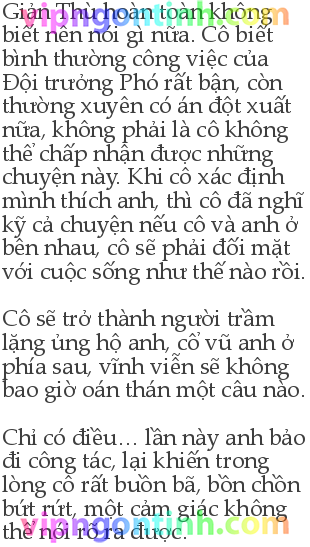 Giản Thù hoàn toàn không
biết nên nói gì nữa. Cô biết
bình thường công việc của
Đội trưởng Phó rất bận, còn
thường xuyên có án đột xuất
nữa, không phải là cô không
thể chấp nhận được những
chuyện này. Khi cô xác định
mình thích anh, thì cô đã nghĩ
kỹ cả chuyện nếu cô và anh ở
bên nhau, cô sẽ phải đối mặt
với cuộc sống như thế nào rồi.
Cô sẽ trở thành người trầm
lặng ủng hộ anh, cổ vũ anh ở
phía sau, vĩnh viễn sẽ không
bao giờ oán thán một câu nào.
Chỉ có điều... lần này anh bảo
đi công tác, lại khiến trong
lòng cô rất buồn bã, bồn chồn
bứt rứt, một cảm giác không
thể nói rõ ra được.
vipngontinh.com
vipngontinh.com